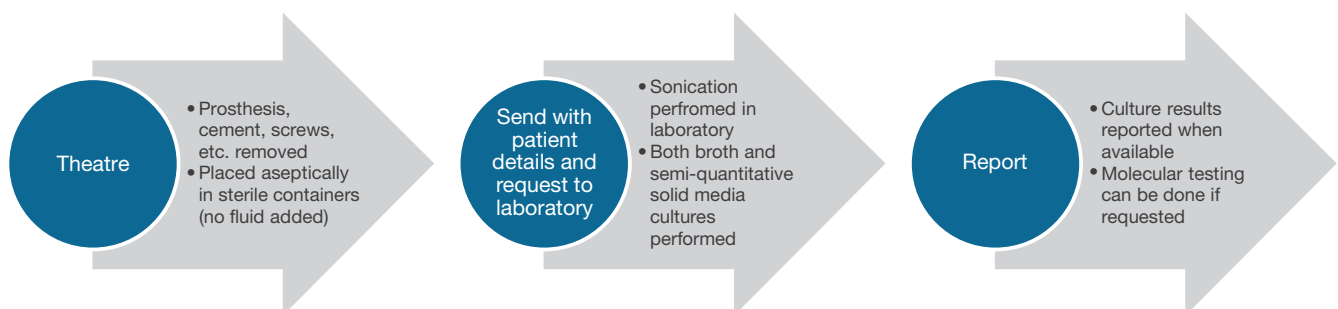 Theatre
• Prosthesis,
cement, screws,
etc. removed
• Placed aseptically
in sterile containers
(no fluid added)
Send with
patient
details and
request to
laboratory
• Sonication
perfromed in
laboratory
• Both broth and
semi-quantitative
solid media
cultures
performed
Report
• Culture results
reported when
available
• Molecular testing
can be done if
requested